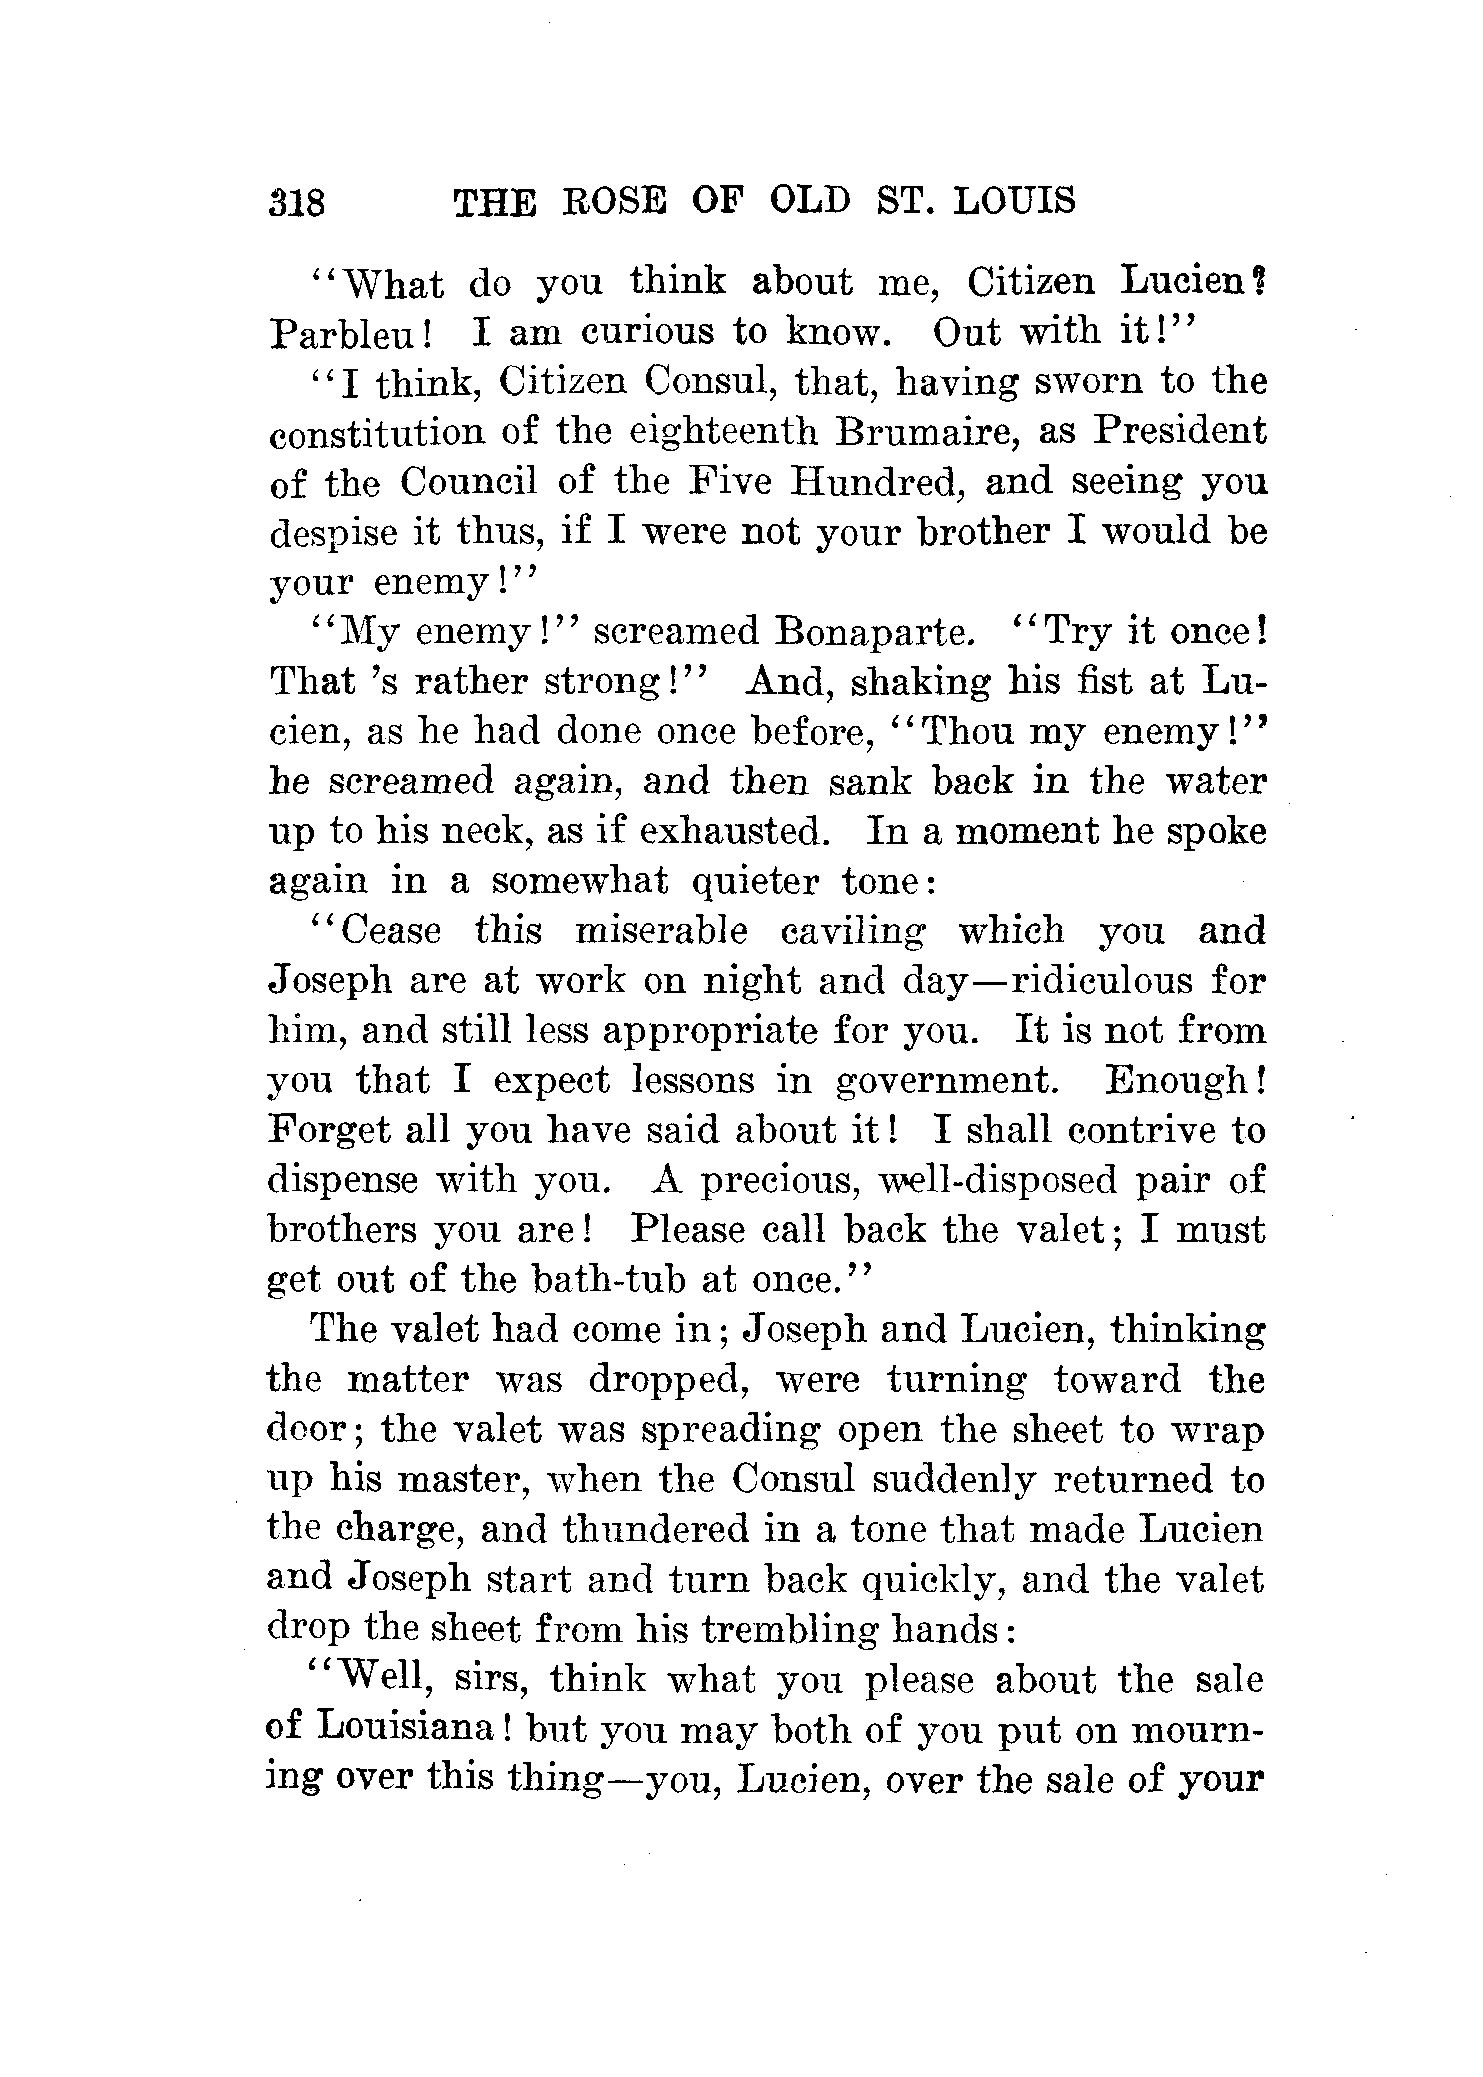 318 THE ROSE OF OLD ST. LOUIS
"What do you think about me, Citizen Lucien?
Parbleu! I am curious to know. Out with it!"
"I think, Citizen Consul, that, having sworn to the
constitution of the eighteenth Brumaire, as President
of the Council of the Five Hundred, and seeing you
despise it thus, if I were not your brother I would be
your enemy!"
"My enemy!" screamed Bonaparte. "Try it once!
That 's rather strong!" And, shaking his fist at Lu-
cien, as he had done once before, "Thou my enemy!"
he screamed again, and then sank back in the water
up to his neck, as if exhausted. In a moment he spoke
again in a somewhat quieter tone:
"Cease this miserable caviling which you and
Joseph are at work on night and day—ridiculous for
him, and still less appropriate for you. It is not from
you that I expect lessons in government. Enough!
Forget all you have said about it! I shall contrive to
dispense with you. A precious, well-disposed pair of
brothers you are! Please call back the valet; I must
get out of the bath-tub at once."
The valet had come in; Joseph and Lucien, thinking
the matter was dropped, were turning toward the
door; the valet was spreading open the sheet to wrap
up his master, when the Consul suddenly returned to
the charge, and thundered in a tone that made Lucien
and Joseph start and turn back quickly, and the valet
drop the sheet from his trembling hands:
"Well, sirs, think what you please about the sale
of Louisiana! but you may both of you put on mourn-
ing over this thing—you, Lucien, over the sale of your